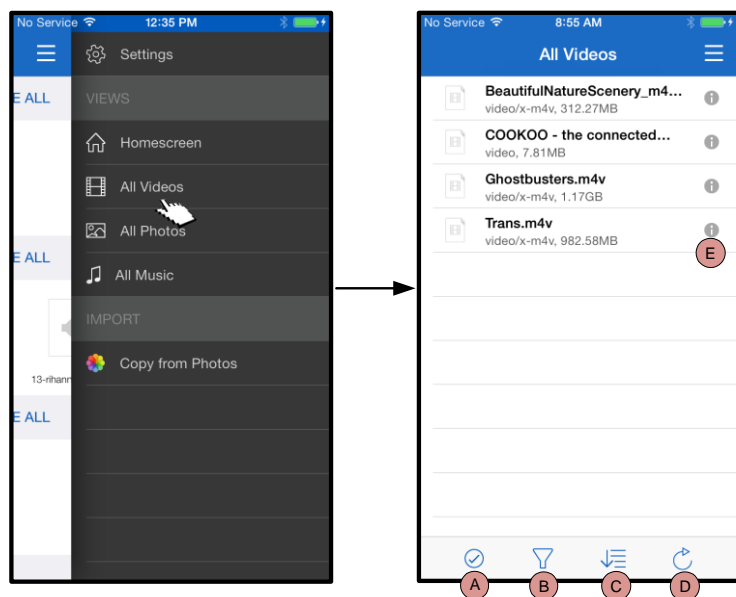 No Service 12:35 PM
Settings
E ALL
VIEWS
Homescreen
All Videos
All Photos
E ALL
All Music
IMPORT
Copy from Photos
13-rihann
E ALL
No Service 8:55 AM
All Videos
BeautifulNatureScenery_m4...
video/x-m4v, 312.27MB
COOKOO - the connected...
video, 7.81MB
Ghostbusters.m4v
video/x-m4v, 1.17GB
Trans.m4v
video/x-m4v, 982.58MB
E
A B C D